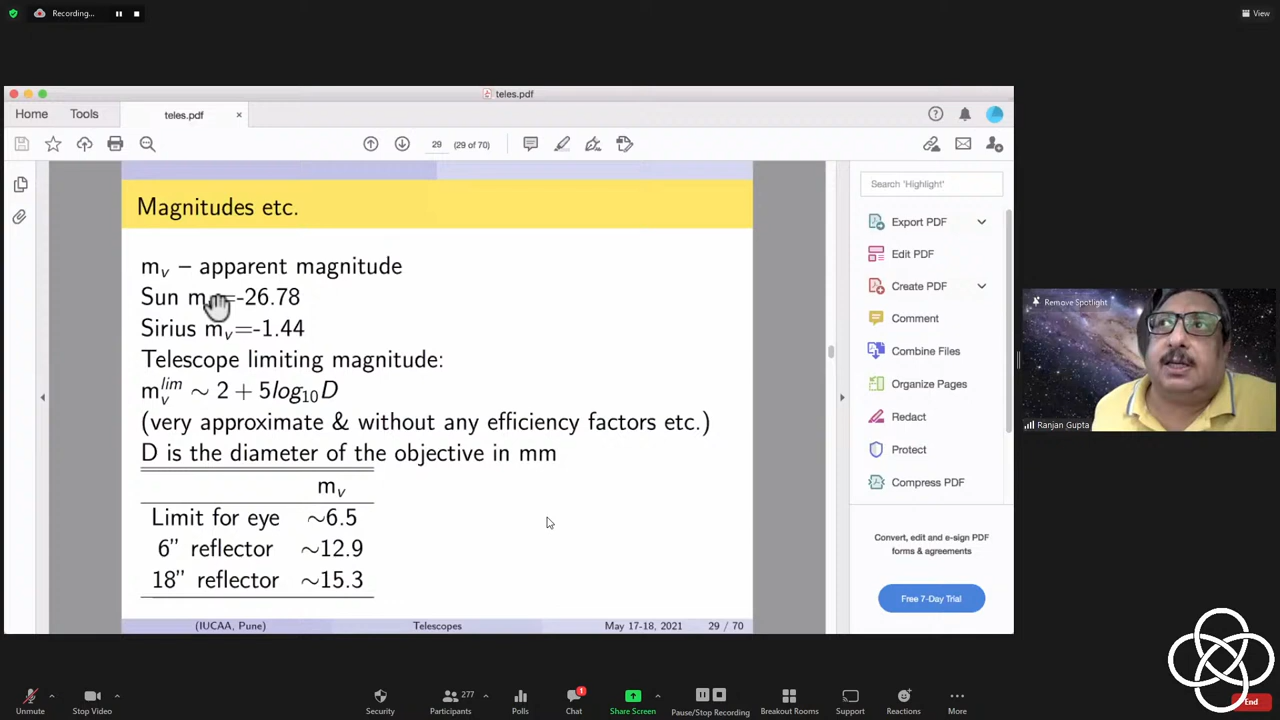 Recording...
View
teles.pdf
Home
Tools
teles.pdf
×
29
(29 of 70)
Magnitudes etc.
mᵥ – apparent magnitude
Sun m =-26.78
Sirius mᵥ=-1.44
Telescope limiting magnitude:
mᵥˡⁱᵐ ∼ 2 + 5log₁₀D
(very approximate & without any efficiency factors etc.)
D is the diameter of the objective in mm
mᵥ
Limit for eye ∼6.5
6” reflector ∼12.9
18” reflector ∼15.3
(IUCAA, Pune)
Telescopes
May 17-18, 2021
29 / 70
Search 'Highlight'
Export PDF
Edit PDF
Create PDF
Comment
Combine Files
Organize Pages
Redact
Protect
Compress PDF
Convert, edit and e-sign PDF
forms & agreements
Free 7-Day Trial
Remove Spotlight
Ranjan Gupta
Unmute
Stop Video
Security
277
Participants
Polls
1
Chat
Share Screen
Pause/Stop Recording
Breakout Rooms
Support
Reactions
More
End